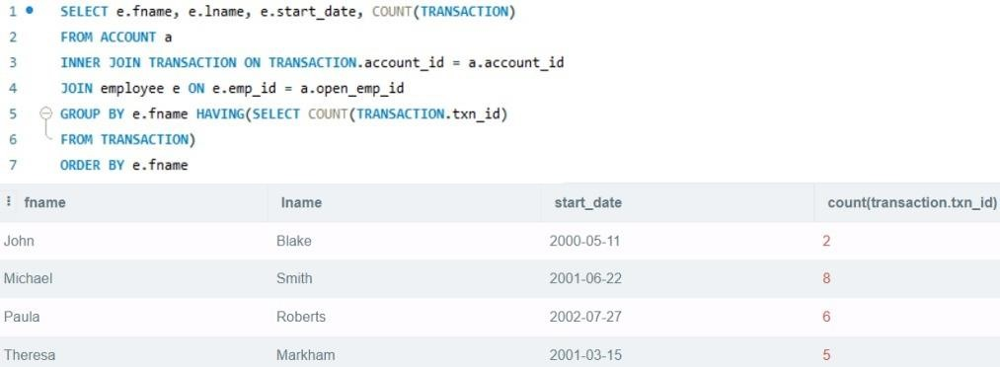 1 SELECT e.fname, e.lname, e.start_date, COUNT(TRANSACTION)
2 FROM ACCOUNT a
3 INNER JOIN TRANSACTION ON TRANSACTION.account_id = a.account_id
4 JOIN employee e ON e.emp_id = a.open_emp_id
5 GROUP BY e.fname HAVING(SELECT COUNT(TRANSACTION.txn_id)
6 FROM TRANSACTION)
7 ORDER BY e.fname
fname lname start_date count(transaction.txn_id)
John Blake 2000-05-11 2
Michael Smith 2001-06-22 8
Paula Roberts 2002-07-27 6
Theresa Markham 2001-03-15 5